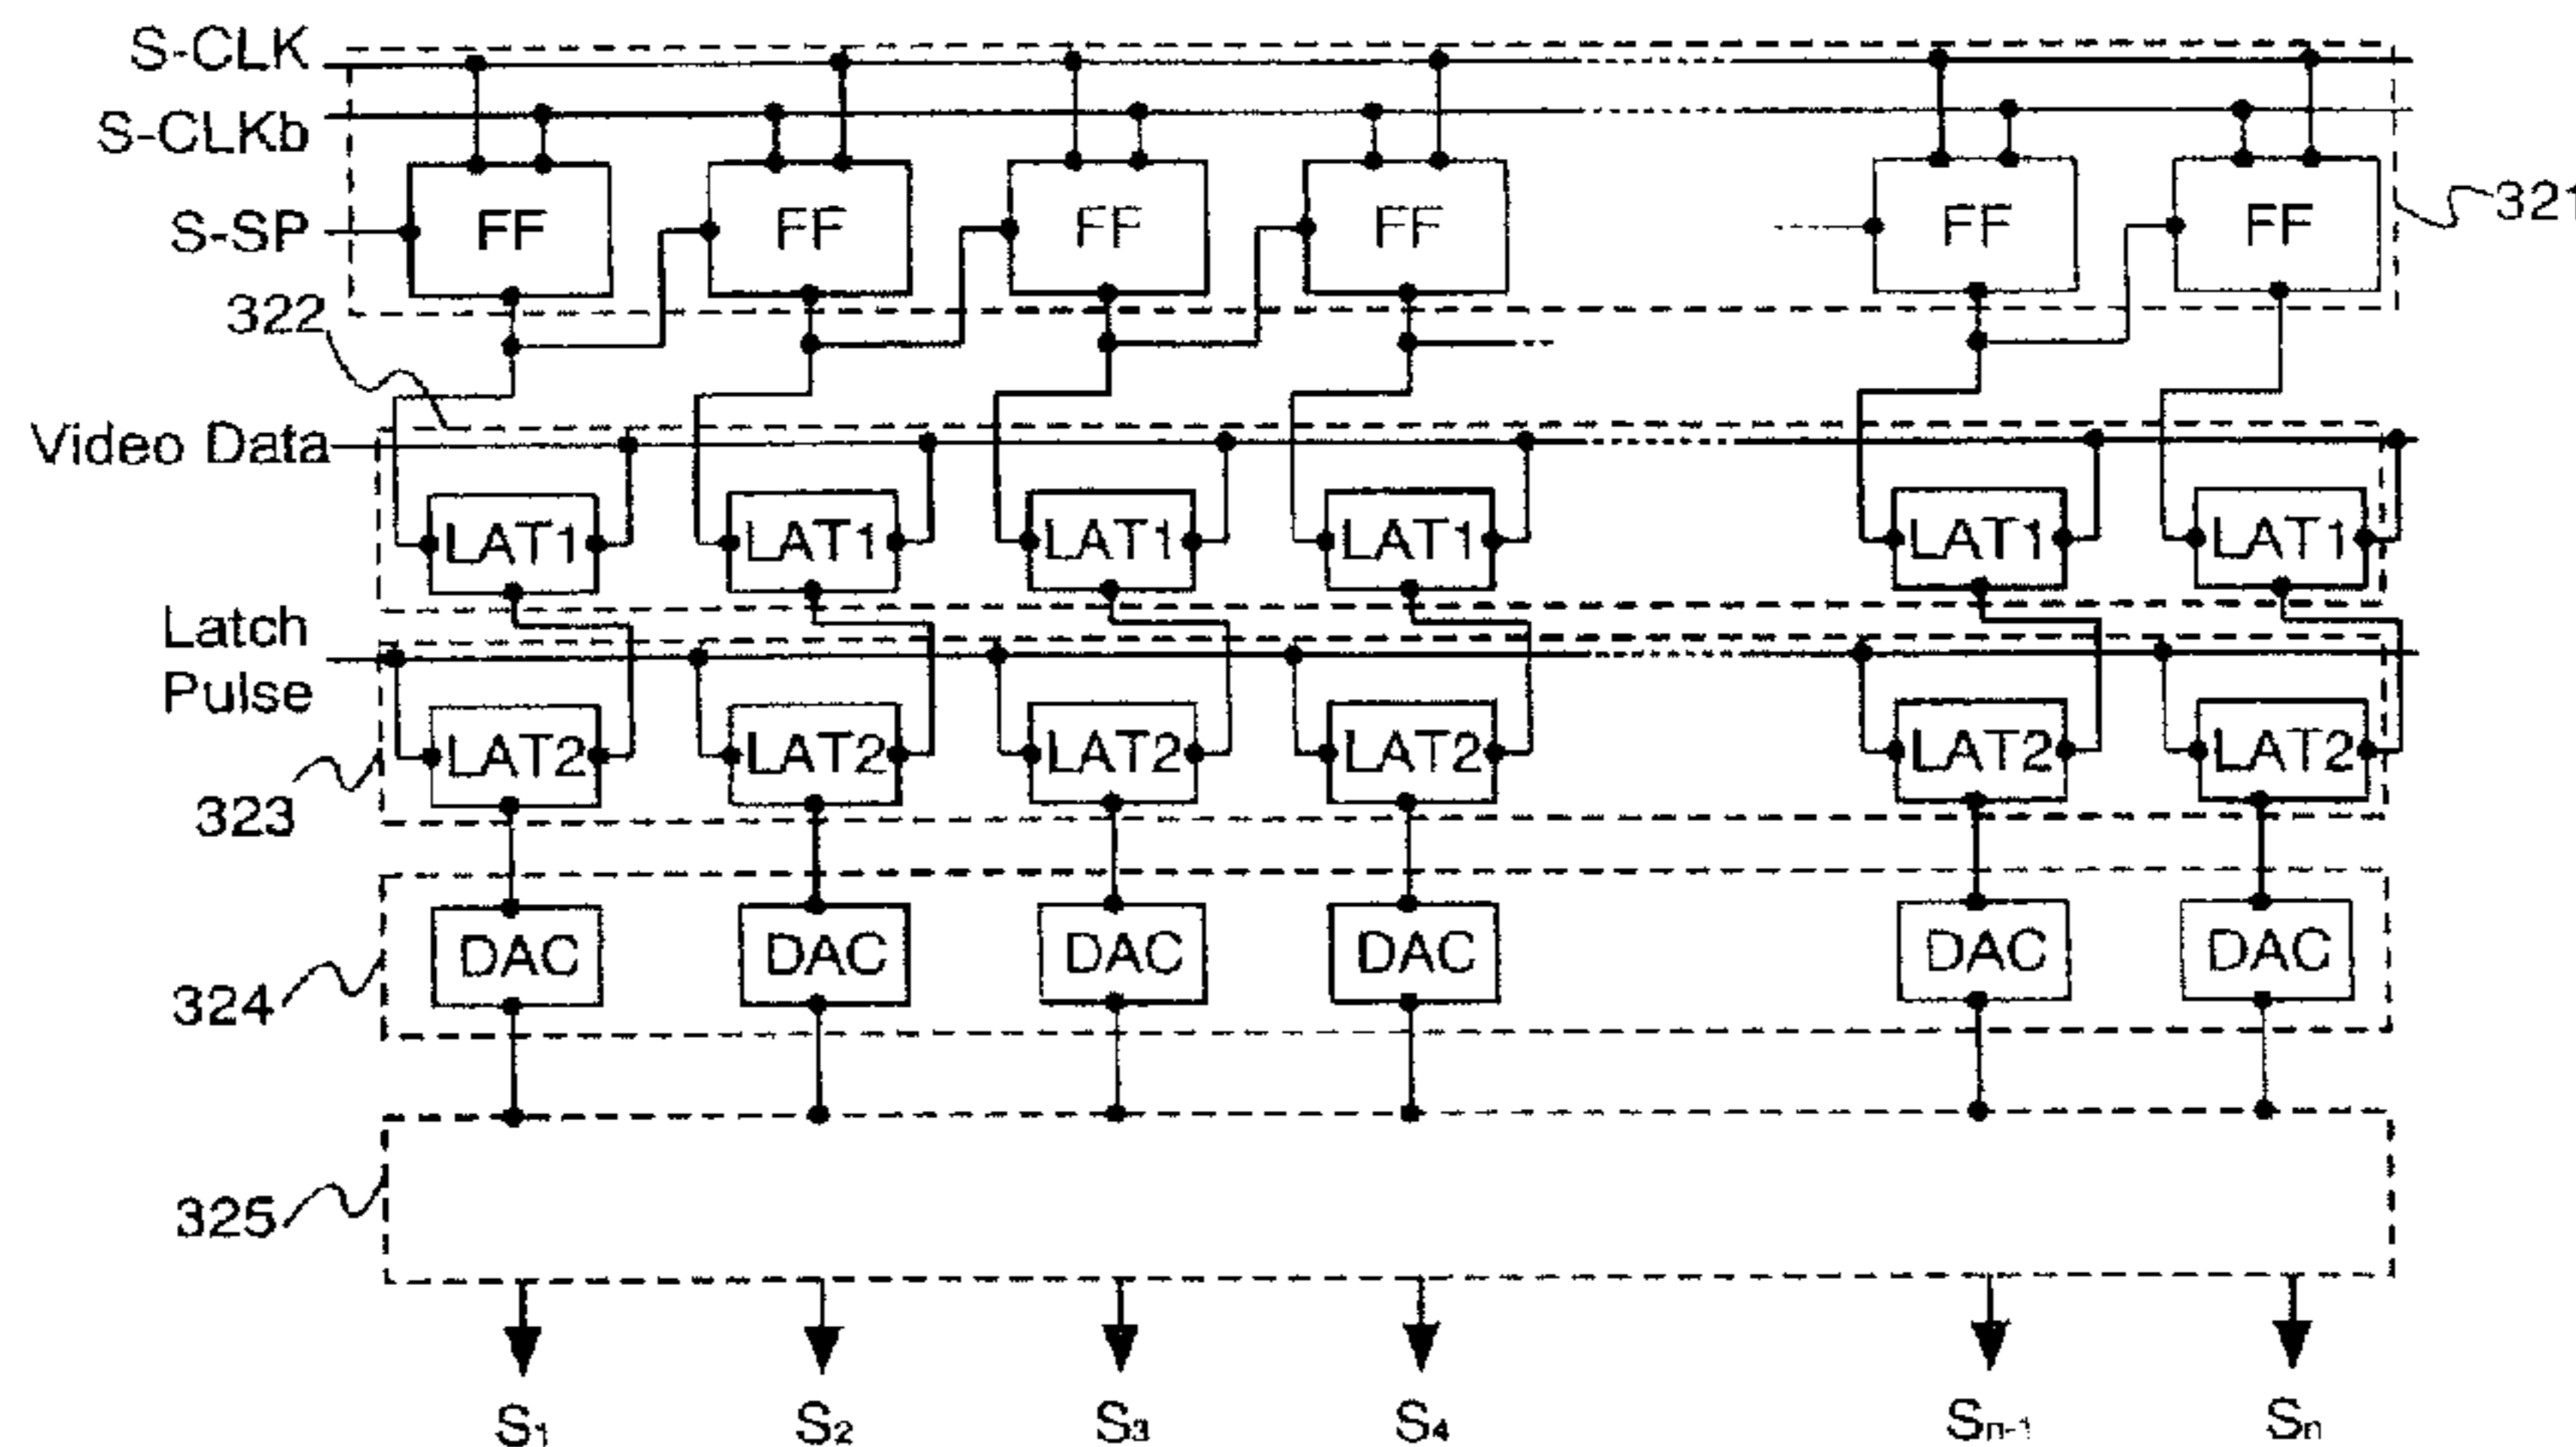 S-CLK
S-CLKb
S-SP
FF FF FF FF FF FF
321
322
Video Data
LAT1 LAT1 LAT1 LAT1 LAT1 LAT1
Latch
Pulse
LAT2 LAT2 LAT2 LAT2 LAT2 LAT2
323
DAC DAC DAC DAC DAC DAC
324
325
S1 S2 S3 S4 Sn-1 Sn